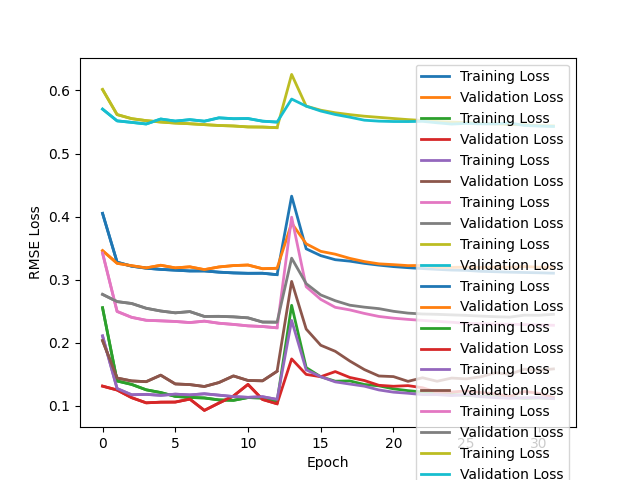 0.6
0.5
0.4
0.3
0.2
0.1
RMSE Loss
0
5
10
15
20
25
30
Epoch
Training Loss
Validation Loss
Training Loss
Validation Loss
Training Loss
Validation Loss
Training Loss
Validation Loss
Training Loss
Validation Loss
Training Loss
Validation Loss
Training Loss
Validation Loss
Training Loss
Validation Loss
Training Loss
Validation Loss
Training Loss
Validation Loss